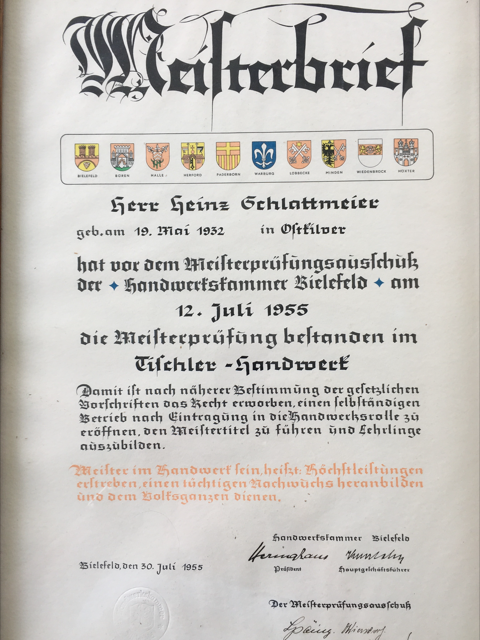 Meisterbrief
BIELEFELD BÜREN HALLE HERFORD PADERBORN WARBURG LÜBBECKE MINDEN WIEDENBRÜCK HÖXTER
Herr Heinz Schlattmeier
geb. am 19. Mai 1932 in Ostkilver
hat vor dem Meisterprüfungsausschuß
der Handwerkskammer Bielefeld am
12. Juli 1955
die Meisterprüfung bestanden im
Tischler-Handwerk
Damit ist nach näherer Bestimmung der gesetzlichen
Vorschriften das Recht erworben, einen selbständigen
Betrieb nach Eintragung in die Handwerksrolle zu
eröffnen, den Meistertitel zu führen und Lehrlinge
auszubilden.
Meister im Handwerk sein, heißt: Höchstleistungen
erstreben, einen tüchtigen Nachwuchs heranbilden
und dem Volksganzen dienen.
Handwerkskammer Bielefeld
Bielefeld, den 30. Juli 1955
Präsident Hauptgeschäftsführer
Der Meisterprüfungsausschuß